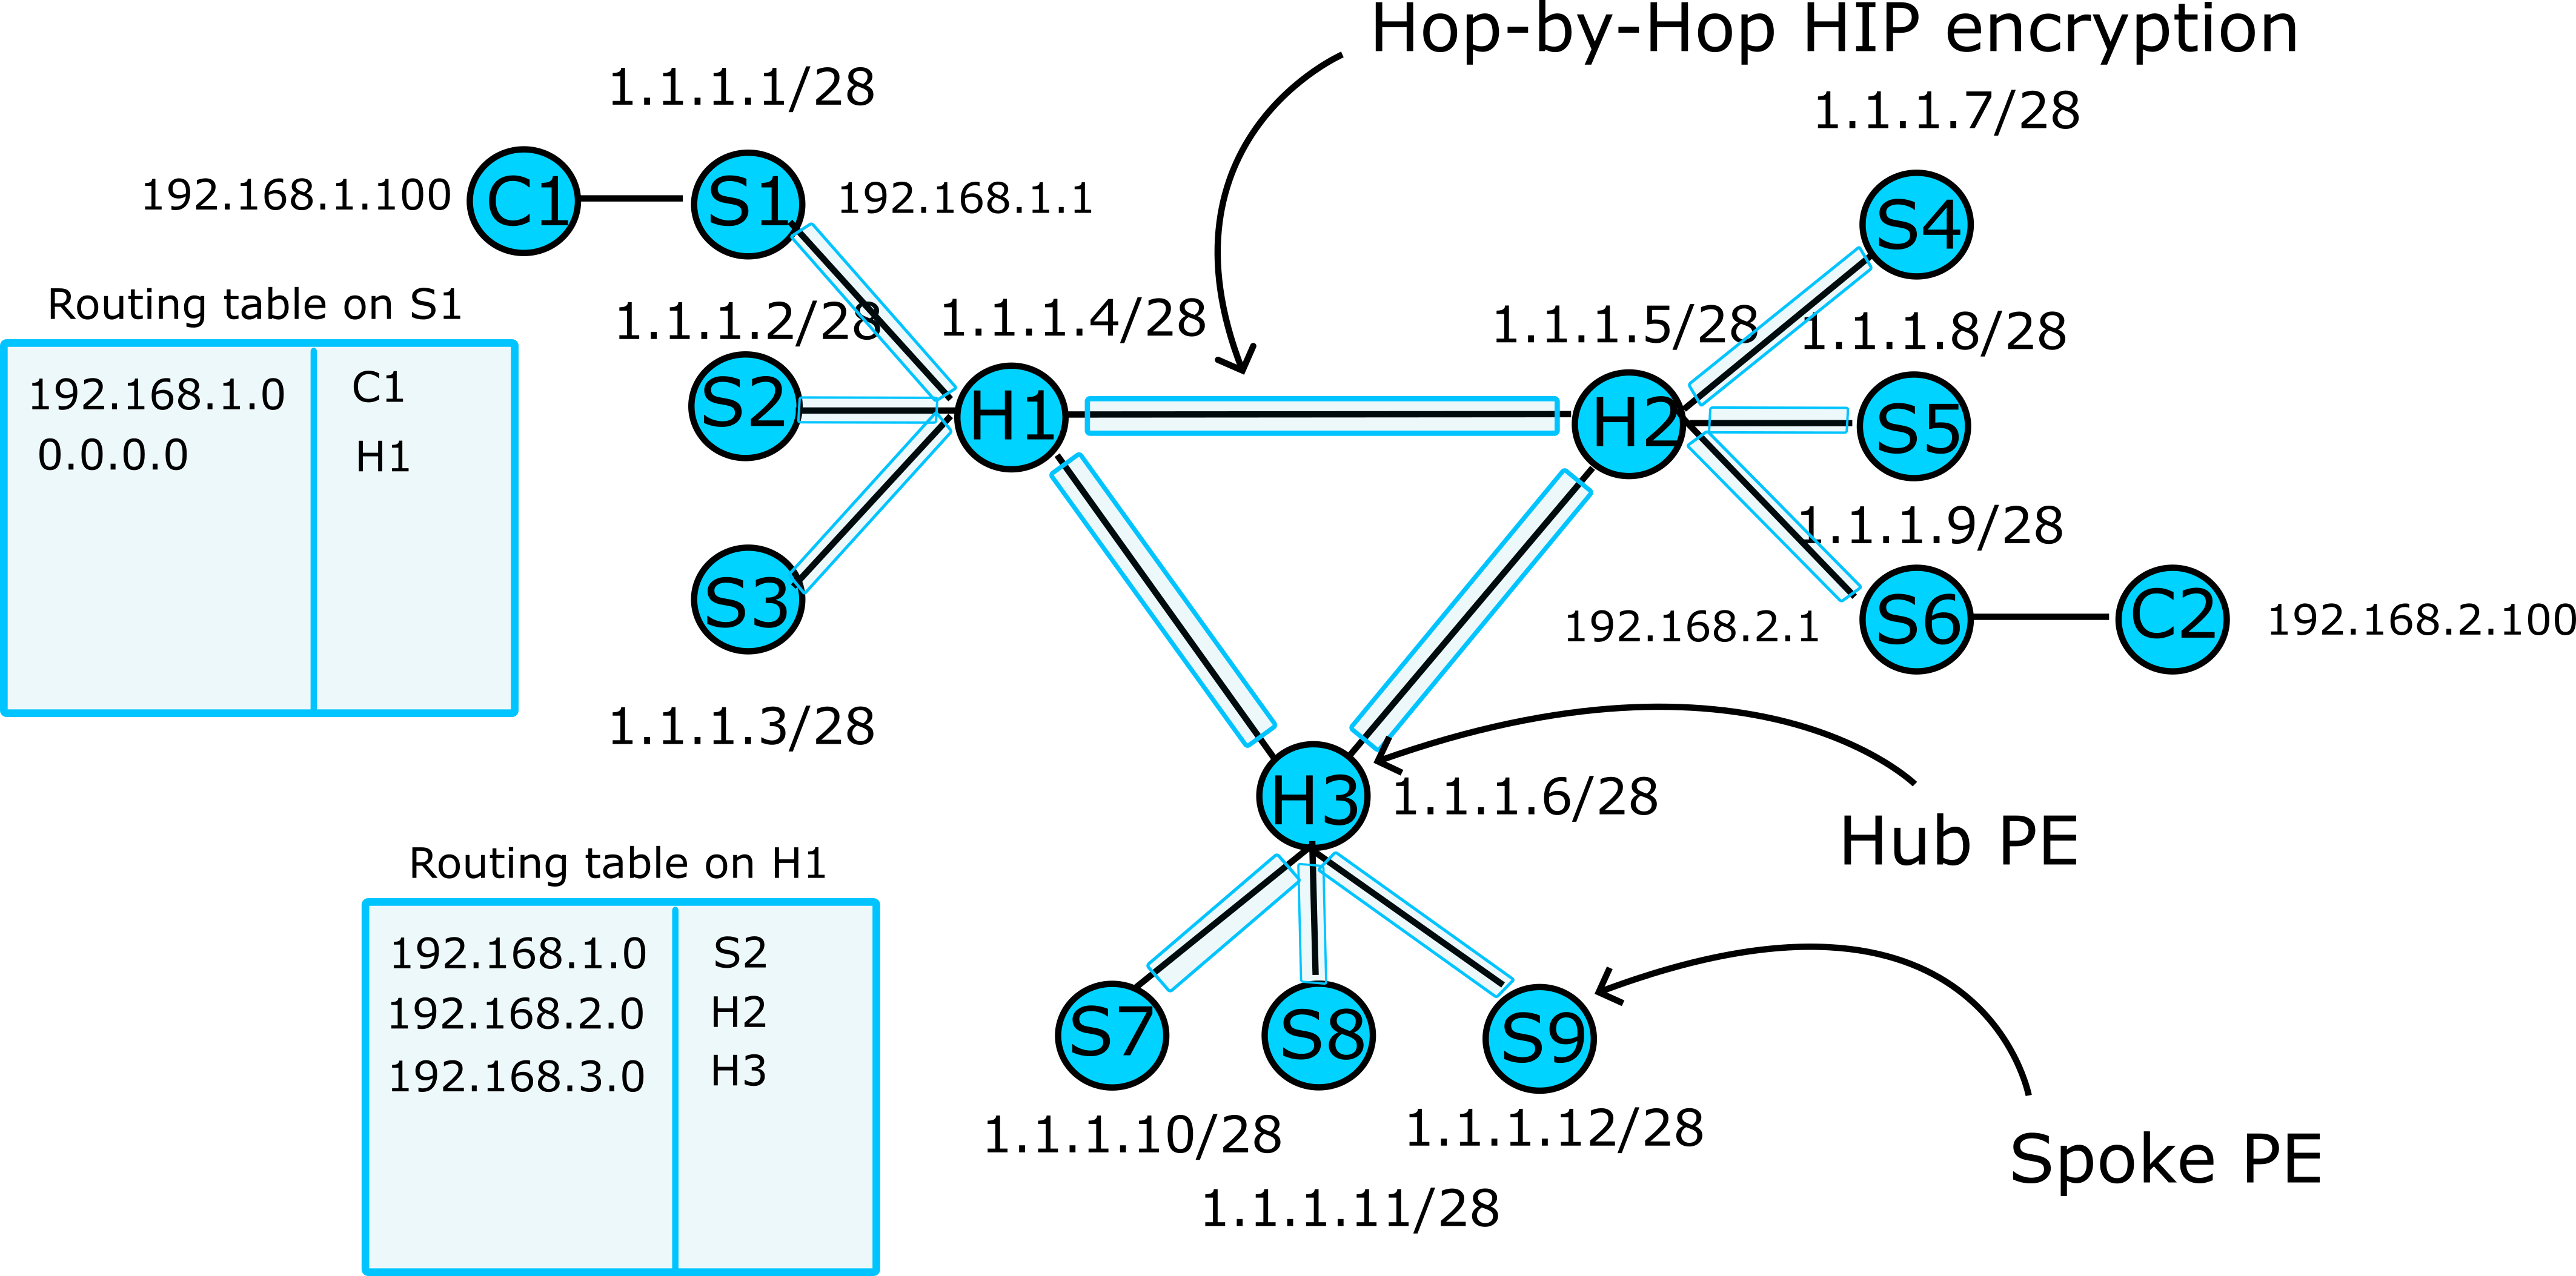 Hop-by-Hop HIP encryption
1.1.1.1/28
1.1.1.7/28
192.168.1.100
C1
S1
192.168.1.1
S4
Routing table on S1
1.1.1.2/28
1.1.1.4/28
1.1.1.5/28
1.1.1.8/28
192.168.1.0 C1
0.0.0.0 H1
S2
H1
H2
S5
1.1.1.9/28
S3
192.168.2.1
S6
C2
192.168.2.100
1.1.1.3/28
H3
1.1.1.6/28
Hub PE
Routing table on H1
192.168.1.0 S2
192.168.2.0 H2
192.168.3.0 H3
S7
S8
S9
1.1.1.10/28
1.1.1.12/28
1.1.1.11/28
Spoke PE